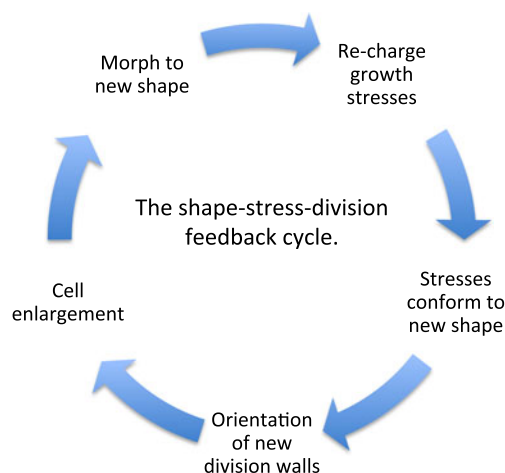 Morph to
new shape
Re-charge
growth
stresses
The shape-stress-division
feedback cycle.
Stresses
conform to
new shape
Cell
enlargement
Orientation
of new
division walls